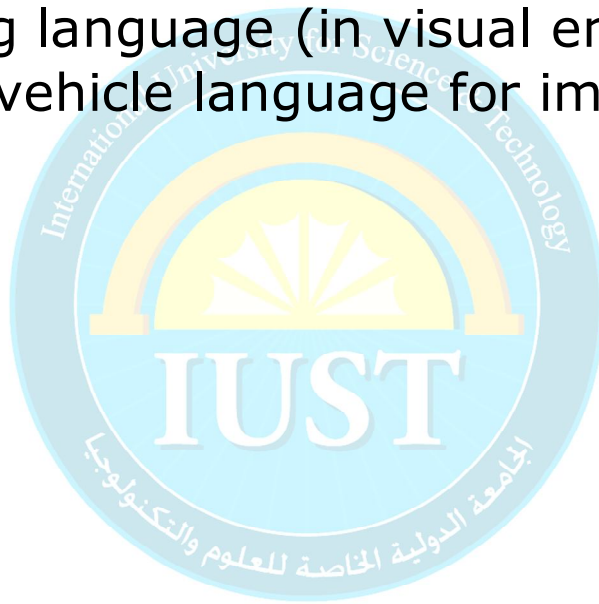 g language (in visual en
vehicle language for im
International University for Science & Technology
IUST
الجامعة الدولية الخاصة للعلوم والتكنولوجيا